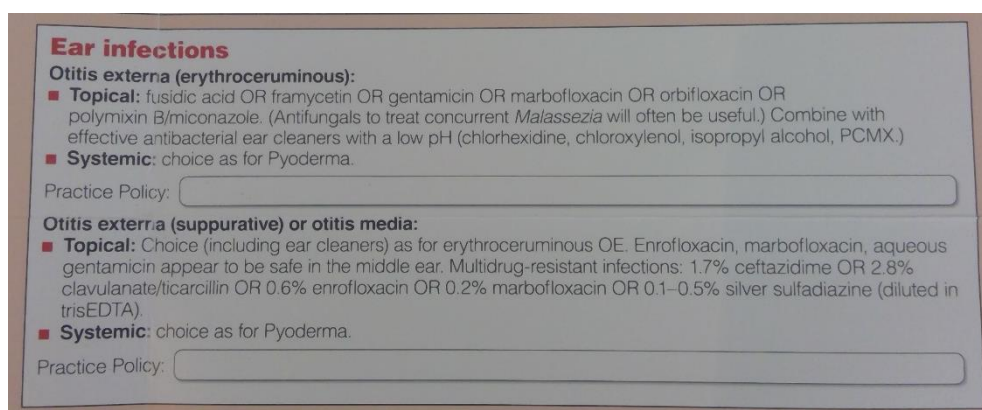 Ear infections
Otitis externa (erythroceruminous):
■ Topical: fusidic acid OR framycetin OR gentamicin OR marbofloxacin OR orbifloxacin OR
polymixin B/miconazole. (Antifungals to treat concurrent Malassezia will often be useful.) Combine with
effective antibacterial ear cleaners with a low pH (chlorhexidine, chloroxylenol, isopropyl alcohol, PCMX.)
■ Systemic: choice as for Pyoderma.
Practice Policy:
Otitis externa (suppurative) or otitis media:
■ Topical: Choice (including ear cleaners) as for erythroceruminous OE. Enrofloxacin, marbofloxacin, aqueous
gentamicin appear to be safe in the middle ear. Multidrug-resistant infections: 1.7% ceftazidime OR 2.8%
clavulanate/ticarcillin OR 0.6% enrofloxacin OR 0.2% marbofloxacin OR 0.1–0.5% silver sulfadiazine (diluted in
trisEDTA).
■ Systemic: choice as for Pyoderma.
Practice Policy: